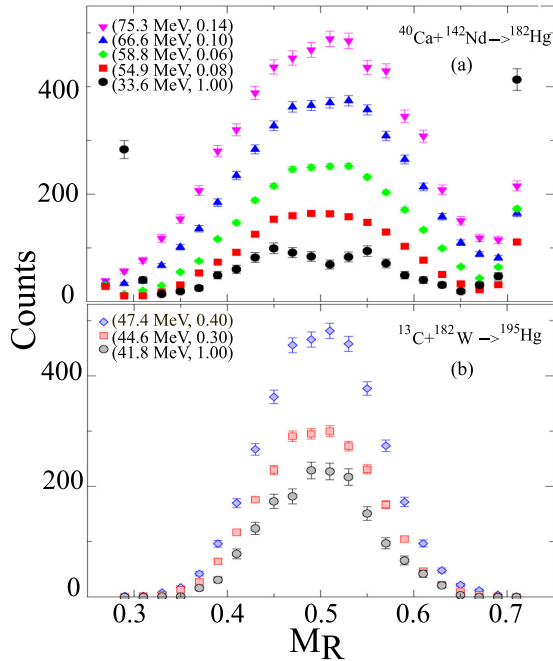 (75.3 MeV, 0.14)
(66.6 MeV, 0.10)
(58.8 MeV, 0.06)
(54.9 MeV, 0.08)
(33.6 MeV, 1.00)
⁴⁰Ca+¹⁴²Nd->¹⁸²Hg
(a)
400
200
0
Counts
(47.4 MeV, 0.40)
(44.6 MeV, 0.30)
(41.8 MeV, 1.00)
¹³C+¹⁸²W ->¹⁹⁵Hg
(b)
400
200
0
0.3 0.4 0.5 0.6 0.7
M_R